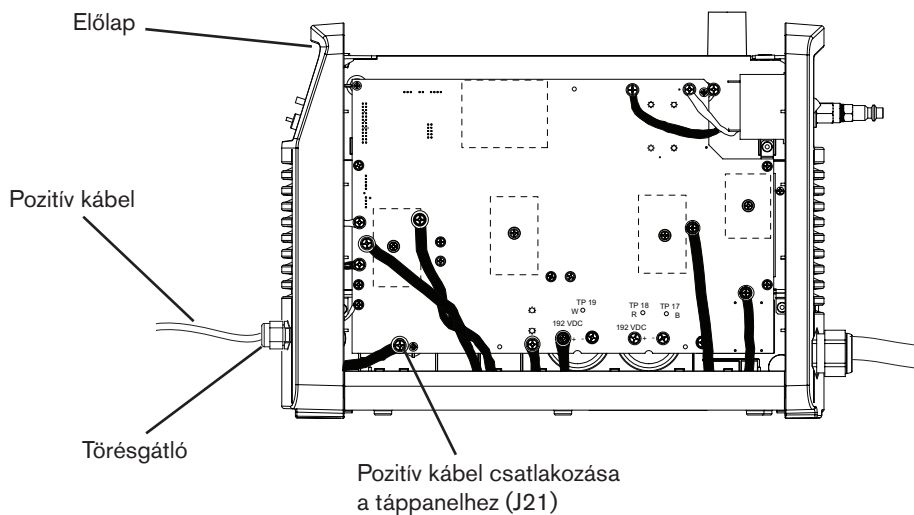 Előlap
Pozitív kábel
TP 19
W
TP 18
R
TP 17
B
192 VDC
+ -
192 VDC
+ -
Törésgátló
Pozitív kábel csatlakozása
a táppanelhez (J21)